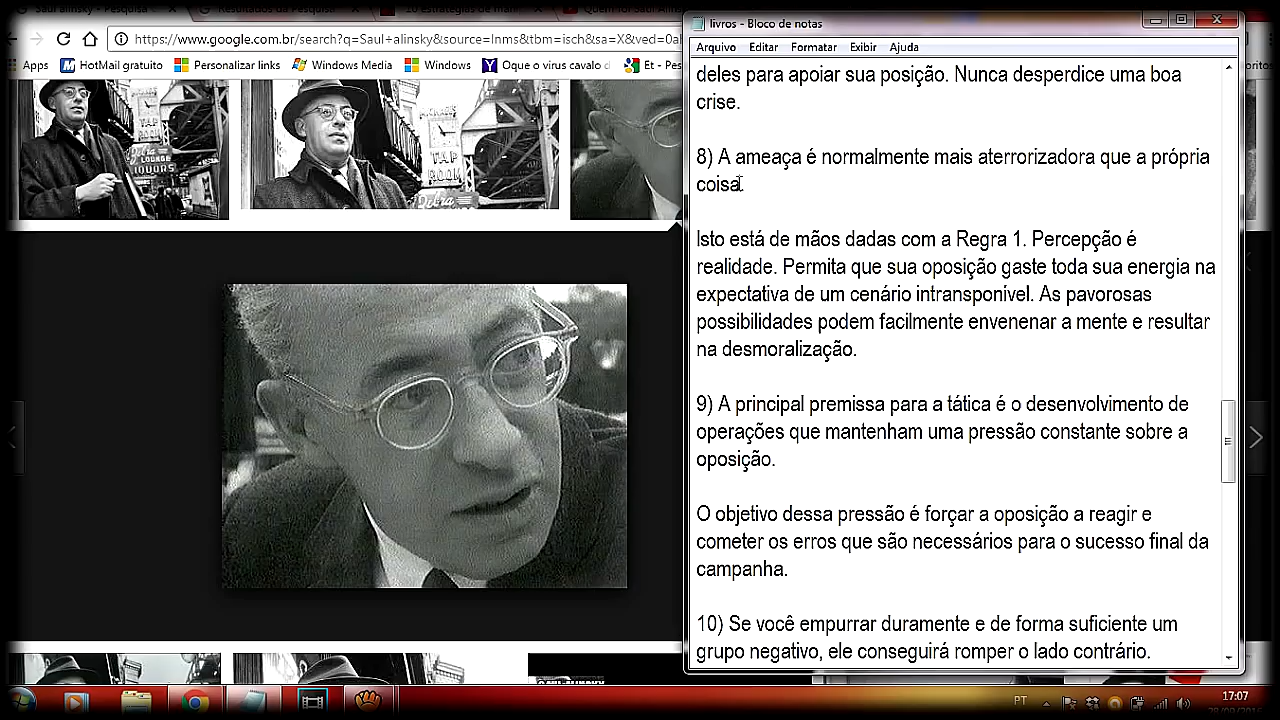 livros - Bloco de notas
https://www.google.com.br/search?q=Saul+alinsky&source=lnms&tbm=isch&sa=X&ved=0al
Arquivo Editar Formatar Exibir Ajuda
Apps HotMail gratuito Personalizar links Windows Media Windows Oque o virus cavalo d Et - Pes
deles para apoiar sua posição. Nunca desperdice uma boa
crise.
8) A ameaça é normalmente mais aterrorizadora que a própria
coisa.
Isto está de mãos dadas com a Regra 1. Percepção é
realidade. Permita que sua oposição gaste toda sua energia na
expectativa de um cenário intransponível. As pavorosas
possibilidades podem facilmente envenenar a mente e resultar
na desmoralização.
9) A principal premissa para a tática é o desenvolvimento de
operações que mantenham uma pressão constante sobre a
oposição.
O objetivo dessa pressão é forçar a oposição a reagir e
cometer os erros que são necessários para o sucesso final da
campanha.
10) Se você empurrar duramente e de forma suficiente um
grupo negativo, ele conseguirá romper o lado contrário.
TAP
ROOM
LOUNGE
LIQUORS
TAP
ROOM
PT
17:07